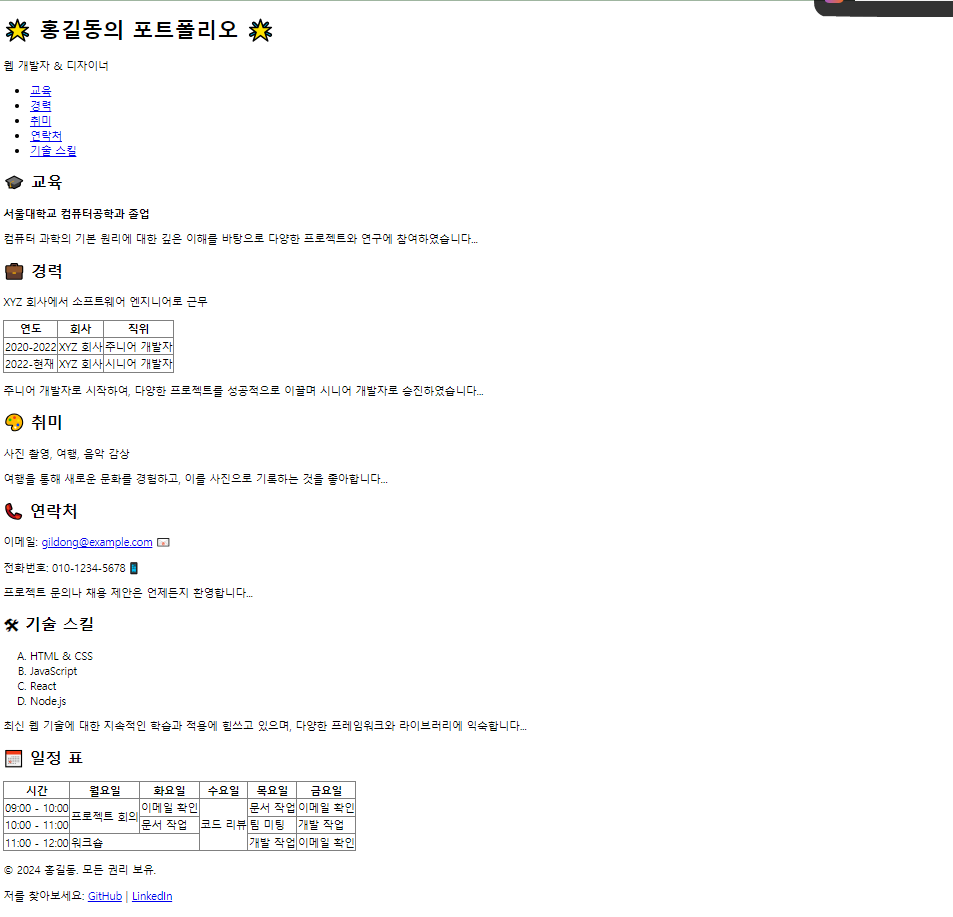 🌟 홍길동의 포트폴리오 🌟
웹 개발자 & 디자이너
• 교육
• 경력
• 취미
• 연락처
• 기술 스킬
🎓 교육
서울대학교 컴퓨터공학과 졸업
컴퓨터 과학의 기본 원리에 대한 깊은 이해를 바탕으로 다양한 프로젝트와 연구에 참여하였습니다...
💼 경력
XYZ 회사에서 소프트웨어 엔지니어로 근무
연도 회사 직위
2020-2022 XYZ 회사 주니어 개발자
2022-현재 XYZ 회사 시니어 개발자
주니어 개발자로 시작하여, 다양한 프로젝트를 성공적으로 이끌며 시니어 개발자로 승진하였습니다...
🎨 취미
사진 촬영, 여행, 음악 감상
여행을 통해 새로운 문화를 경험하고, 이를 사진으로 기록하는 것을 좋아합니다...
📞 연락처
이메일: gildong@example.com 📧
전화번호: 010-1234-5678 📱
프로젝트 문의나 채용 제안은 언제든지 환영합니다...
🛠 기술 스킬
A. HTML & CSS
B. JavaScript
C. React
D. Node.js
최신 웹 기술에 대한 지속적인 학습과 적용에 힘쓰고 있으며, 다양한 프레임워크와 라이브러리에 익숙합니다...
📅 일정 표
시간 월요일 화요일 수요일 목요일 금요일
09:00 - 10:00 프로젝트 회의 이메일 확인 코드 리뷰 문서 작업 이메일 확인
10:00 - 11:00 문서 작업 팀 미팅 개발 작업
11:00 - 12:00 워크숍 개발 작업 이메일 확인
© 2024 홍길동. 모든 권리 보유.
저를 찾아보세요: GitHub | LinkedIn